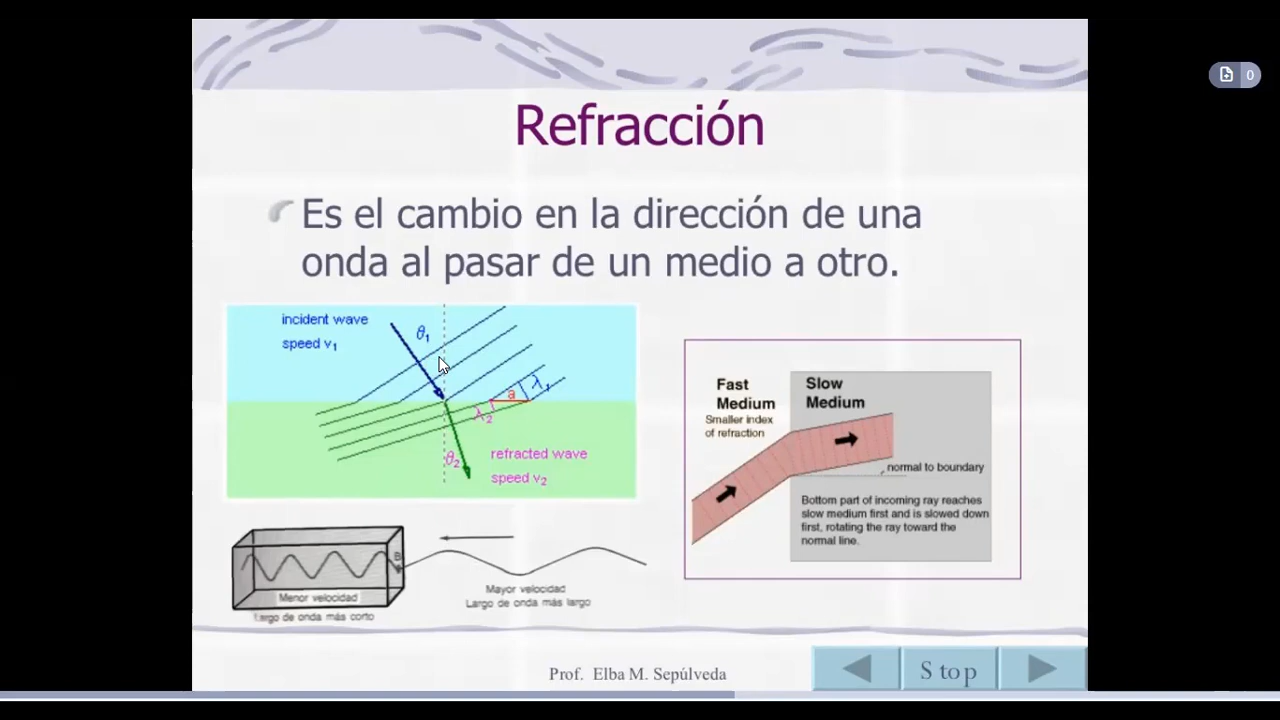 0
Refracción
Es el cambio en la dirección de una
onda al pasar de un medio a otro.
incident wave
speed v₁
θ₁
a
λ₁
λ₂
θ₂
refracted wave
speed v₂
Fast
Medium
Smaller index
of refraction
Slow
Medium
normal to boundary
Bottom part of incoming ray reaches
slow medium first and is slowed down
first, rotating the ray toward the
normal line.
Menor velocidad
Largo de onda más corto
Mayor velocidad
Largo de onda más largo
Prof. Elba M. Sepúlveda
Stop